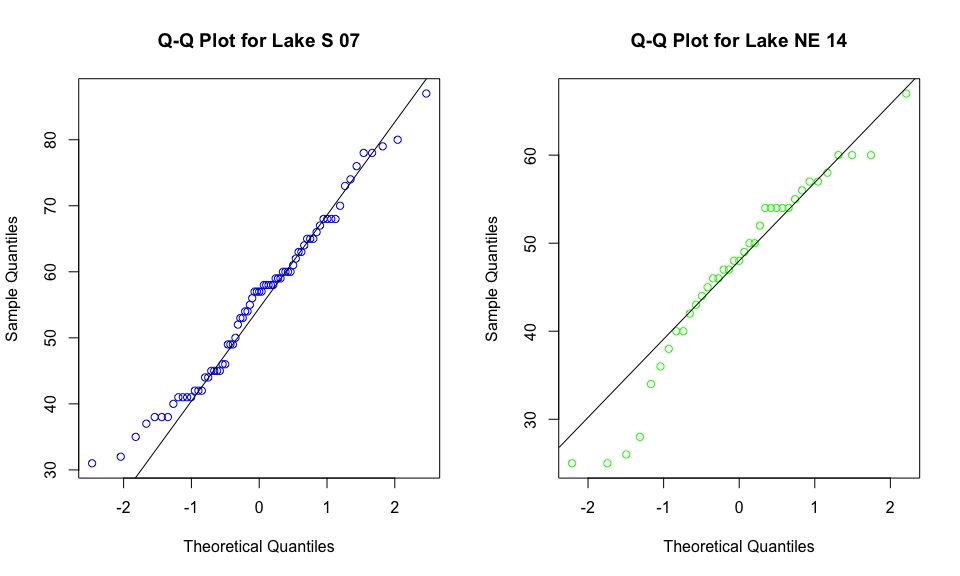 Q-Q Plot for Lake S 07
Sample Quantiles
80
70
60
50
40
30
-2 -1 0 1 2
Theoretical Quantiles
Q-Q Plot for Lake NE 14
Sample Quantiles
60
50
40
30
-2 -1 0 1 2
Theoretical Quantiles